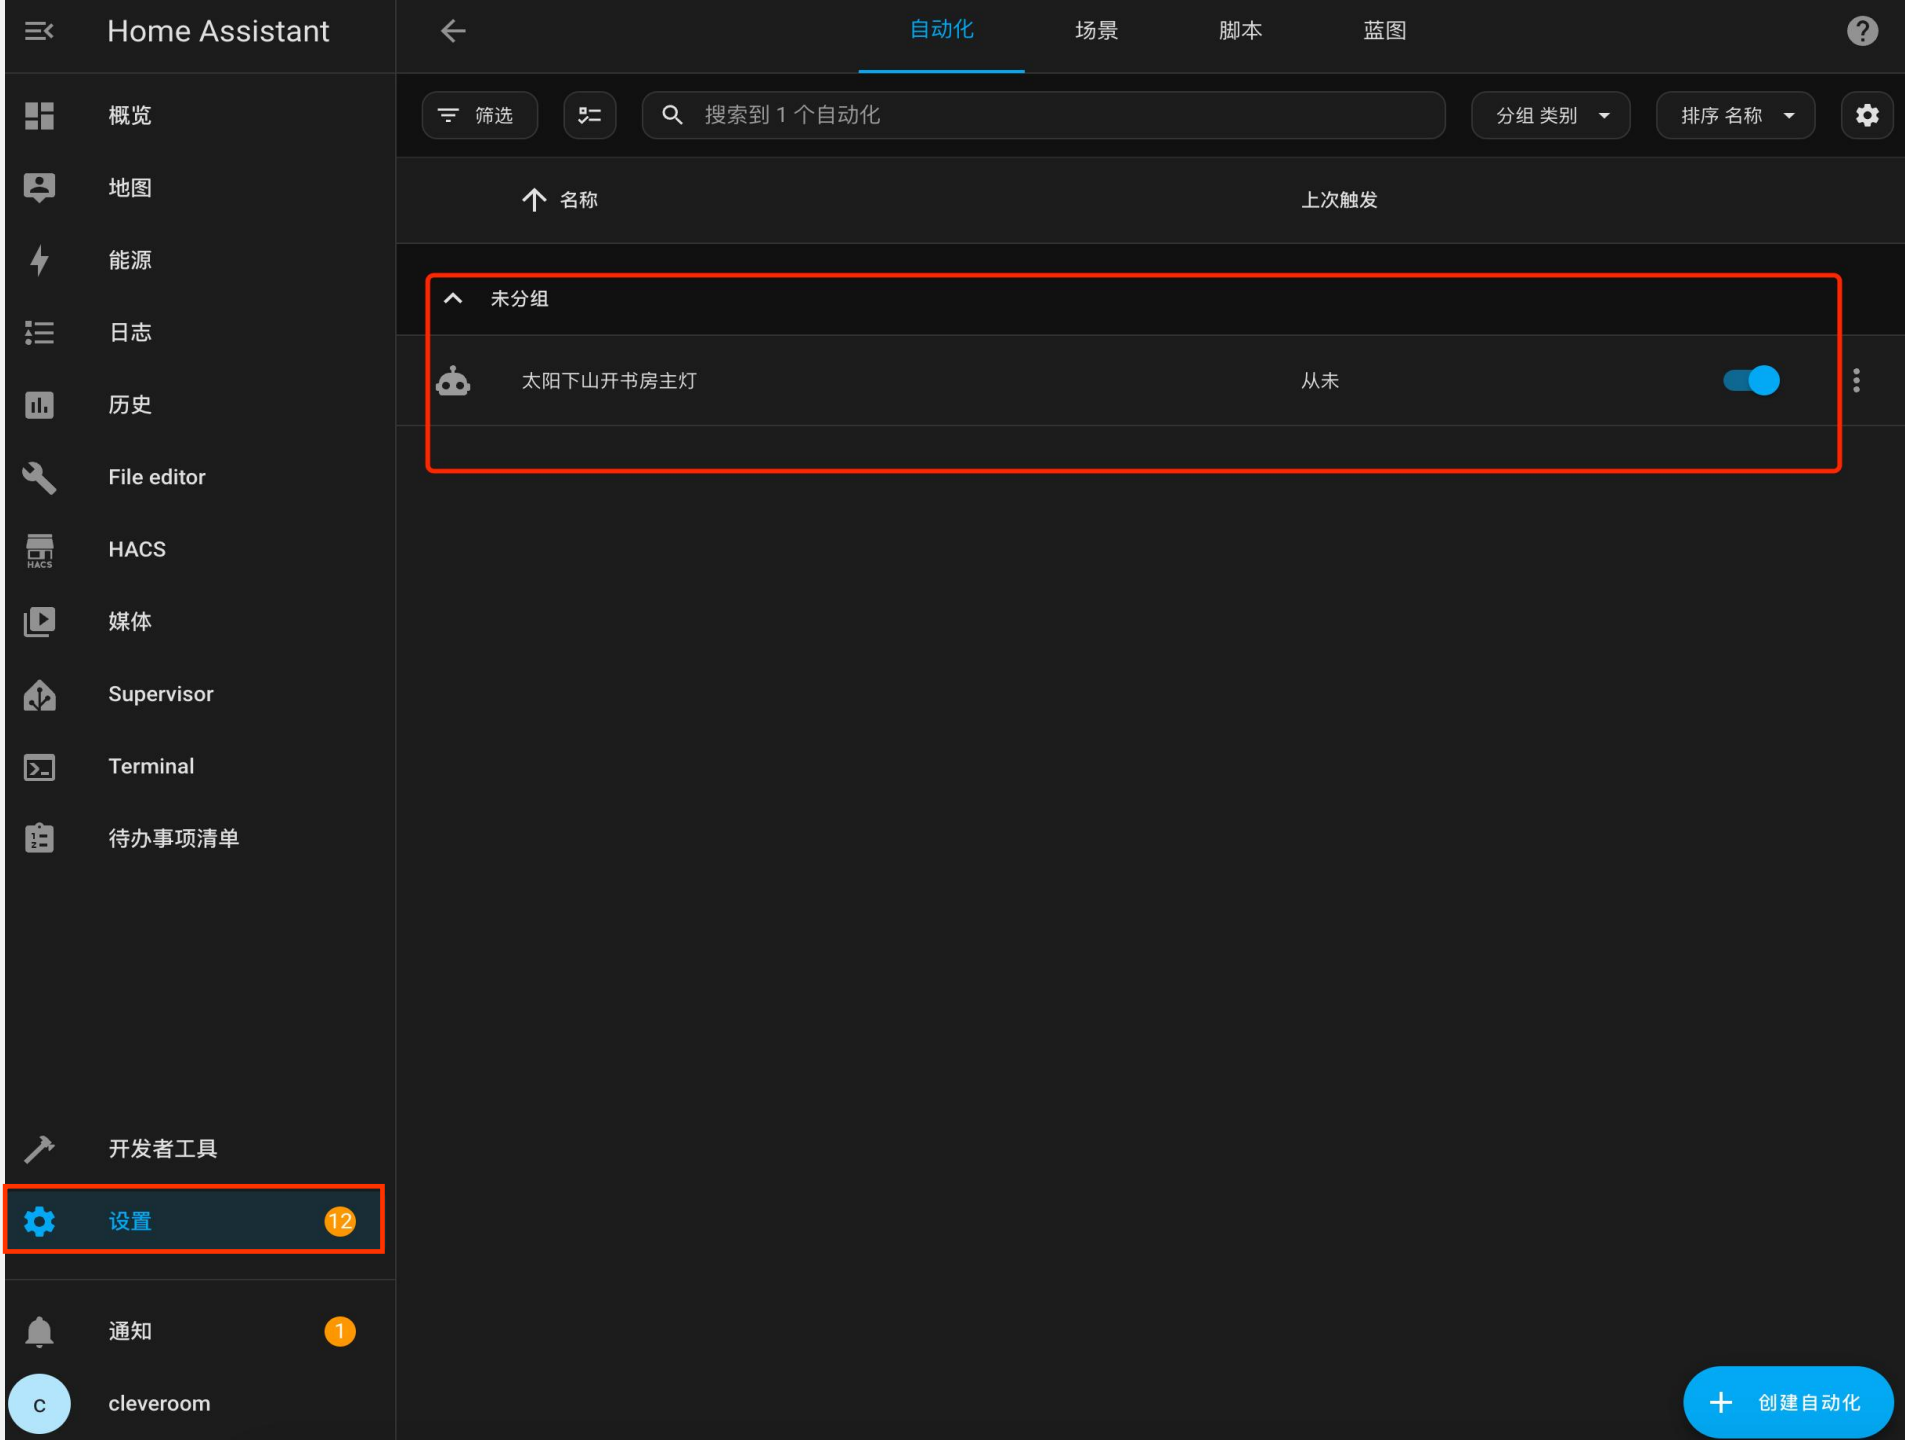 Home Assistant
自动化
场景
脚本
蓝图
概览
筛选
搜索到 1 个自动化
分组 类别
排序 名称
地图
名称
上次触发
能源
未分组
日志
太阳下山开书房主灯
从未
历史
File editor
HACS
HACS
媒体
Supervisor
Terminal
待办事项清单
开发者工具
设置
12
通知
1
c
cleveroom
创建自动化